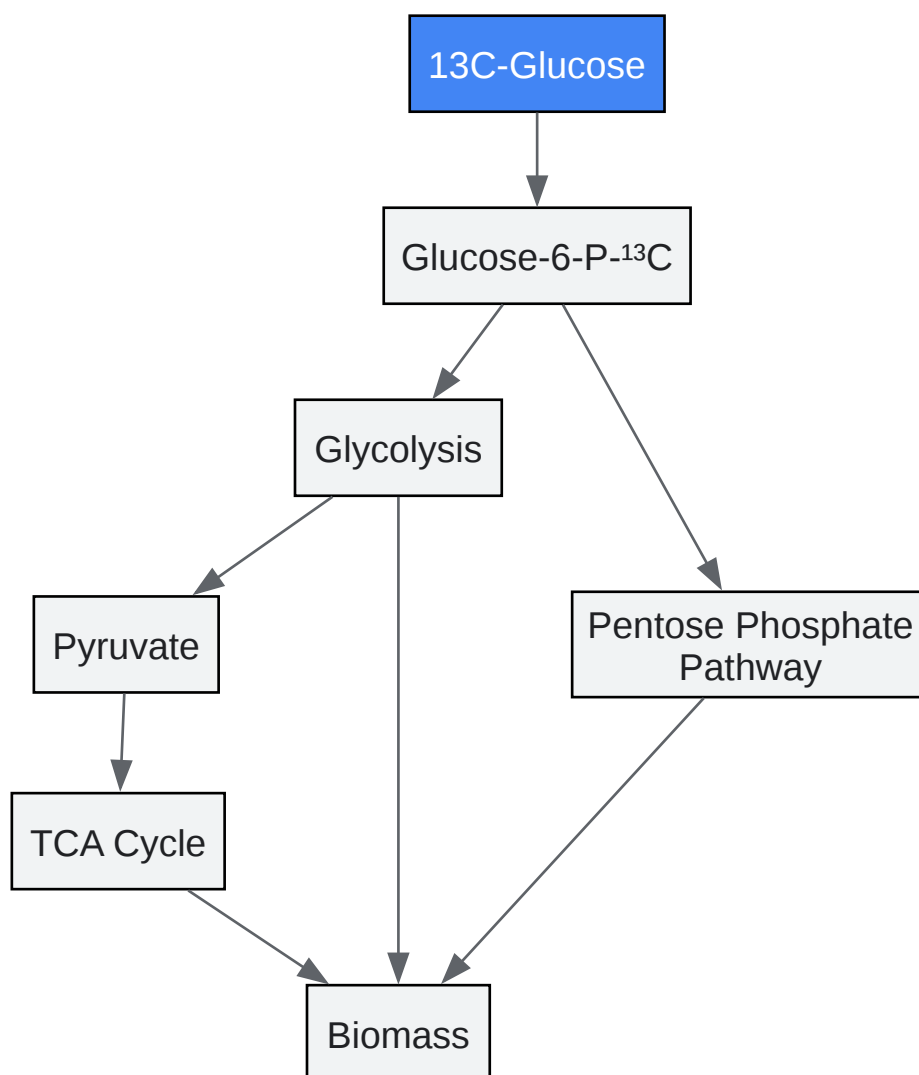 13C-Glucose
Glucose-6-P-¹³C
Glycolysis
Pyruvate
Pentose Phosphate
Pathway
TCA Cycle
Biomass